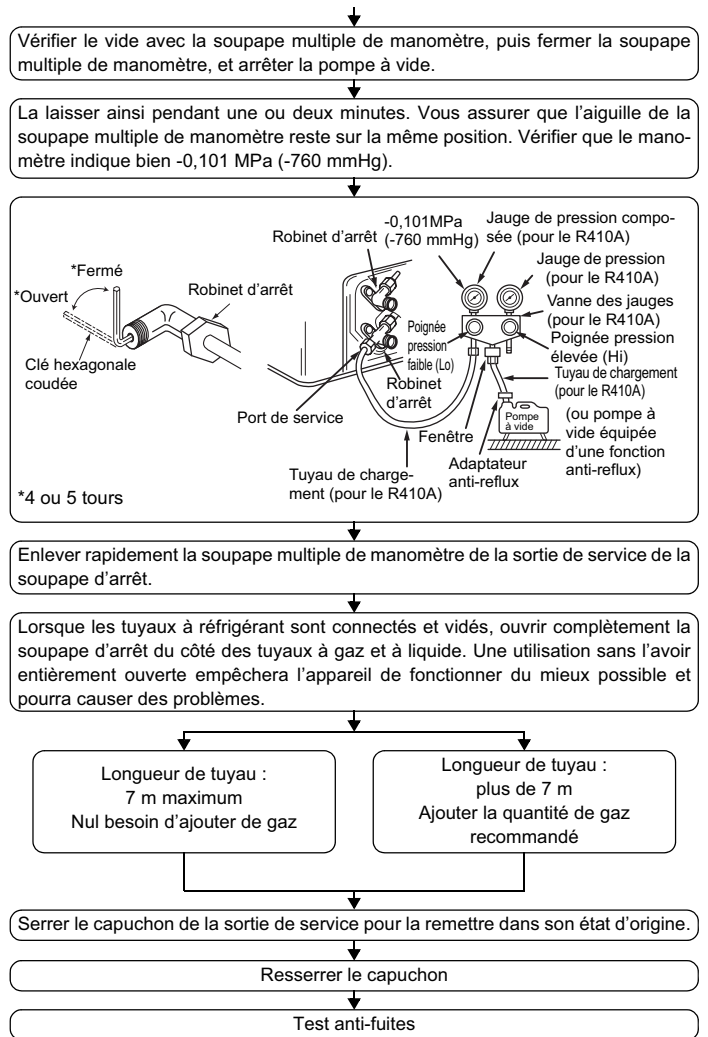 Vérifier le vide avec la soupape multiple de manomètre, puis fermer la soupape
multiple de manomètre, et arrêter la pompe à vide.
La laisser ainsi pendant une ou deux minutes. Vous assurer que l’aiguille de la
soupape multiple de manomètre reste sur la même position. Vérifier que le mano-
mètre indique bien -0,101 MPa (-760 mmHg).
*Fermé
*Ouvert
Robinet d’arrêt
Clé hexagonale
coudée
*4 ou 5 tours
Robinet d’arrêt
-0,101MPa
(-760 mmHg)
Jauge de pression compo-
sée (pour le R410A)
Jauge de pression
(pour le R410A)
Vanne des jauges
(pour le R410A)
Poignée
pression
faible (Lo)
Poignée pression
élevée (Hi)
Tuyau de chargement
(pour le R410A)
Robinet
d’arrêt
Port de service
Fenêtre
Pompe
à vide
(ou pompe à
vide équipée
d’une fonction
anti-reflux)
Adaptateur
anti-reflux
Tuyau de charge-
ment (pour le R410A)
Enlever rapidement la soupape multiple de manomètre de la sortie de service de la
soupape d’arrêt.
Lorsque les tuyaux à réfrigérant sont connectés et vidés, ouvrir complètement la
soupape d’arrêt du côté des tuyaux à gaz et à liquide. Une utilisation sans l’avoir
entièrement ouverte empêchera l’appareil de fonctionner du mieux possible et
pourra causer des problèmes.
Longueur de tuyau :
7 m maximum
Nul besoin d’ajouter de gaz
Longueur de tuyau :
plus de 7 m
Ajouter la quantité de gaz
recommandé
Serrer le capuchon de la sortie de service pour la remettre dans son état d’origine.
Resserrer le capuchon
Test anti-fuites